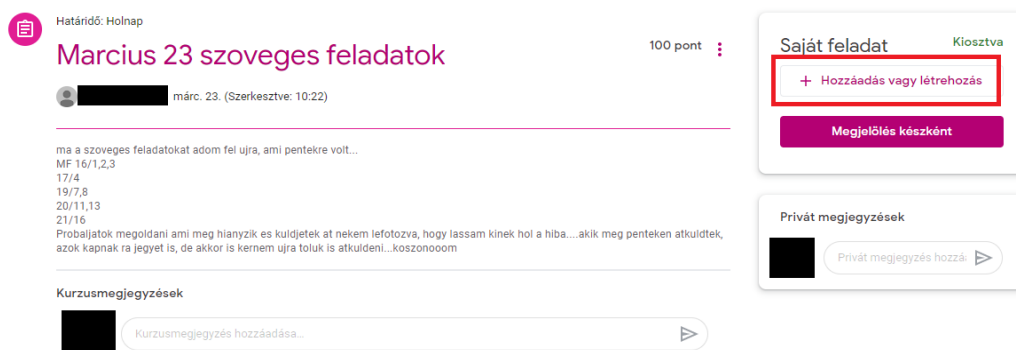 Határidő: Holnap
Marcius 23 szoveges feladatok
100 pont
márc. 23. (Szerkesztve: 10:22)
ma a szoveges feladatokat adom fel ujra, ami pentekre volt...
MF 16/1,2,3
17/4
19/7,8
20/11,13
21/16
Probaljatok megoldani ami meg hianyzik es kuldjetek at nekem lefotozva, hogy lassam kinek hol a hiba....akik meg penteken atkuldtek,
azok kapnak ra jegyet is, de akkor is kernem ujra toluk is atkuldeni...koszonooom
Kurzusmegjegyzések
Kurzusmegjegyzés hozzáadása...
Saját feladat
Kiosztva
+ Hozzáadás vagy létrehozás
Megjelölés készként
Privát megjegyzések
Privát megjegyzés hozzá